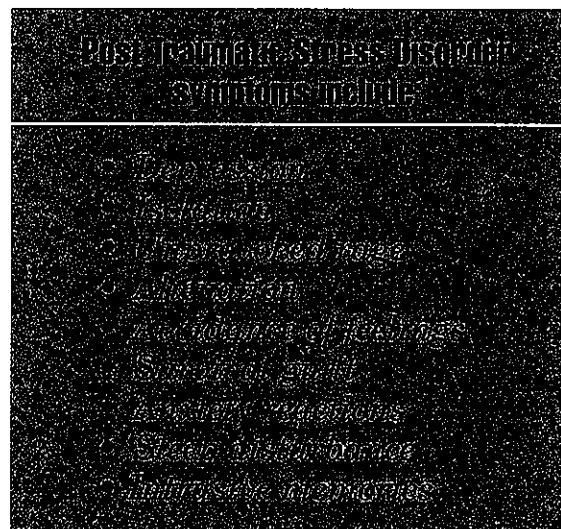 Post Traumatic Stress Disorder
symptoms include
Depression
Isolation
Unprovoked rage
Alienation
Avoidance of feelings
Survival guilt
Anxiety reactions
Sleep disturbance
Intrusive memories